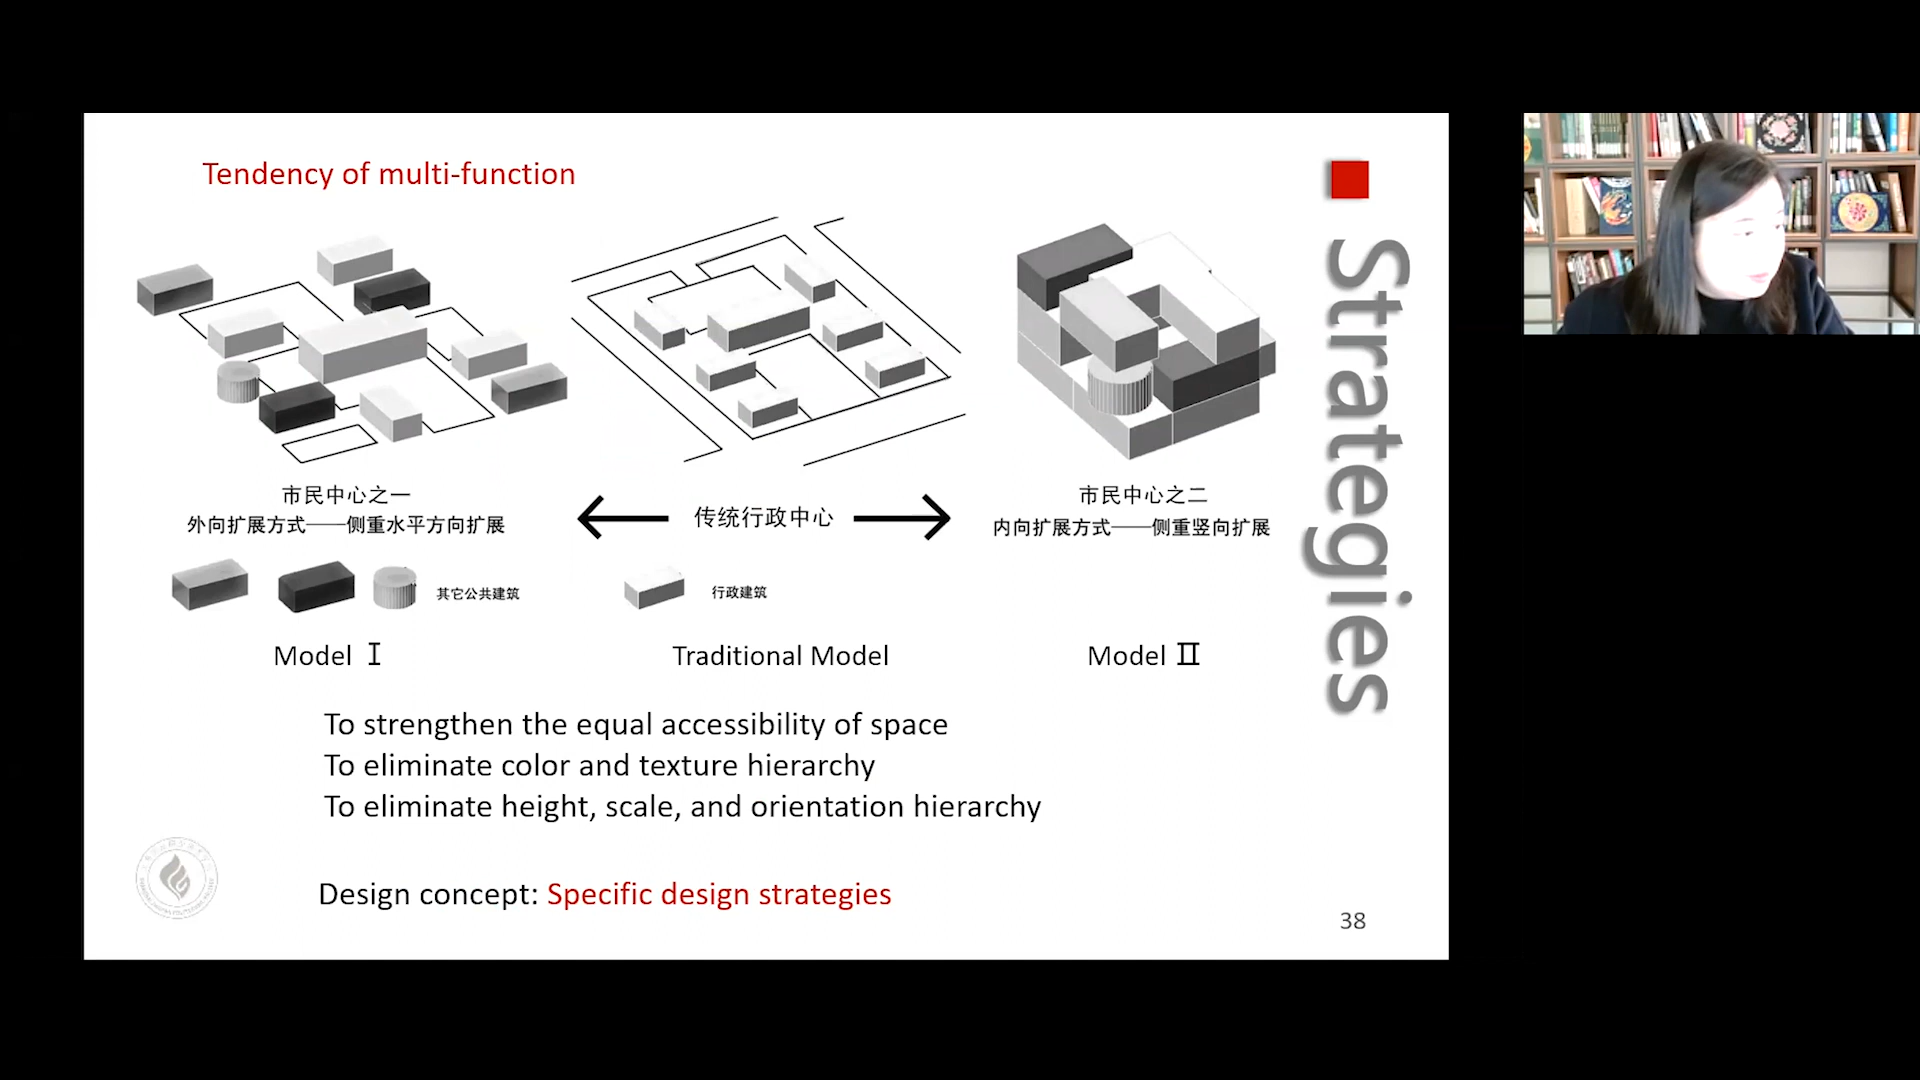 Tendency of multi-function
Strategies
市民中心之一
外向扩展方式——侧重水平方向扩展
传统行政中心
市民中心之二
内向扩展方式——侧重竖向扩展
其它公共建筑
行政建筑
Model Ⅰ
Traditional Model
Model Ⅱ
To strengthen the equal accessibility of space
To eliminate color and texture hierarchy
To eliminate height, scale, and orientation hierarchy
Design concept: Specific design strategies
38